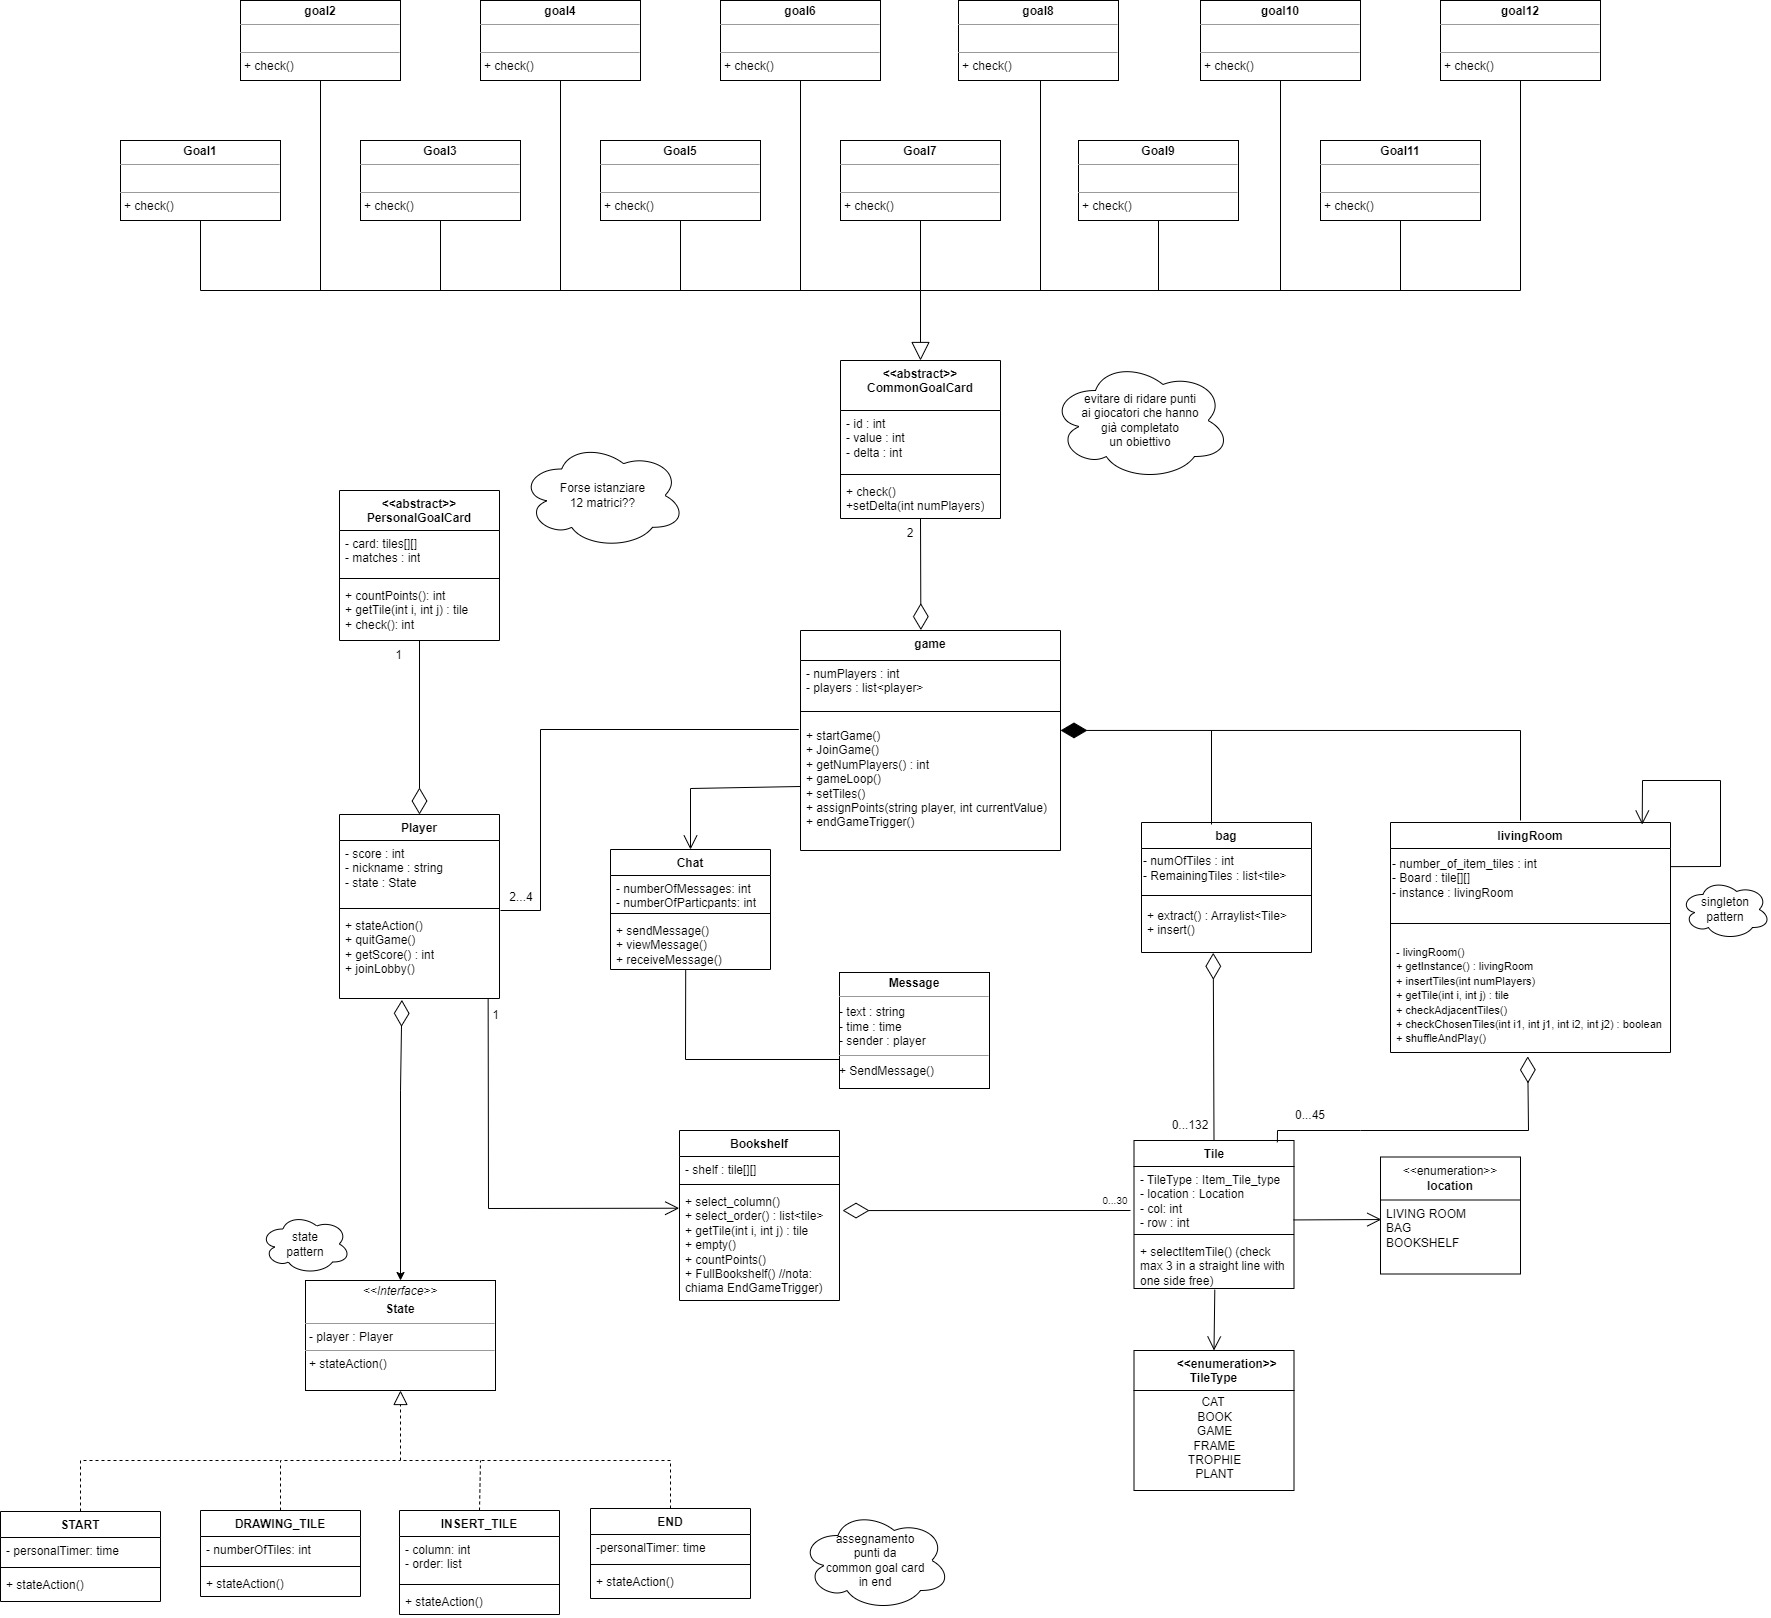 goal2
+ check()
goal4
+ check()
goal6
+ check()
goal8
+ check()
goal10
+ check()
goal12
+ check()
Goal1
+ check()
Goal3
+ check()
Goal5
+ check()
Goal7
+ check()
Goal9
+ check()
Goal11
+ check()
<<abstract>>
CommonGoalCard
- id : int
- value : int
- delta : int
+ check()
+setDelta(int numPlayers)
2
evitare di ridare punti
ai giocatori che hanno
già completato
un obiettivo
Forse istanziare
12 matrici??
<<abstract>>
PersonalGoalCard
- card: tiles[][]
- matches : int
+ countPoints(): int
+ getTile(int i, int j) : tile
+ check(): int
1
game
- numPlayers : int
- players : list<player>
+ startGame()
+ JoinGame()
+ getNumPlayers() : int
+ gameLoop()
+ setTiles()
+ assignPoints(string player, int currentValue)
+ endGameTrigger()
Player
- score : int
- nickname : string
- state : State
+ stateAction()
+ quitGame()
+ getScore() : int
+ joinLobby()
2...4
1
Chat
- numberOfMessages: int
- numberOfParticpants: int
+ sendMessage()
+ viewMessage()
+ receiveMessage()
Message
- text : string
- time : time
- sender : player
+ SendMessage()
bag
- numOfTiles : int
- RemainingTiles : list<tile>
+ extract() : Arraylist<Tile>
+ insert()
livingRoom
- number_of_item_tiles : int
- Board : tile[][]
- instance : livingRoom
- livingRoom()
+ getInstance() : livingRoom
+ insertTiles(int numPlayers)
+ getTile(int i, int j) : tile
+ checkAdjacentTiles()
+ checkChosenTiles(int i1, int j1, int i2, int j2) : boolean
+ shuffleAndPlay()
singleton
pattern
0...132
0...45
Bookshelf
- shelf : tile[][]
+ select_column()
+ select_order() : list<tile>
+ getTile(int i, int j) : tile
+ empty()
+ countPoints()
+ FullBookshelf() //nota:
chiama EndGameTrigger)
0...30
Tile
- TileType : Item_Tile_type
- location : Location
- col: int
- row : int
+ selectItemTile() (check
max 3 in a straight line with
one side free)
<<enumeration>>
location
LIVING ROOM
BAG
BOOKSHELF
<<enumeration>>
TileType
CAT
BOOK
GAME
FRAME
TROPHIE
PLANT
state
pattern
<<Interface>>
State
- player : Player
+ stateAction()
START
- personalTimer: time
+ stateAction()
DRAWING_TILE
- numberOfTiles: int
+ stateAction()
INSERT_TILE
- column: int
- order: list
+ stateAction()
END
-personalTimer: time
+ stateAction()
assegnamento
punti da
common goal card
in end